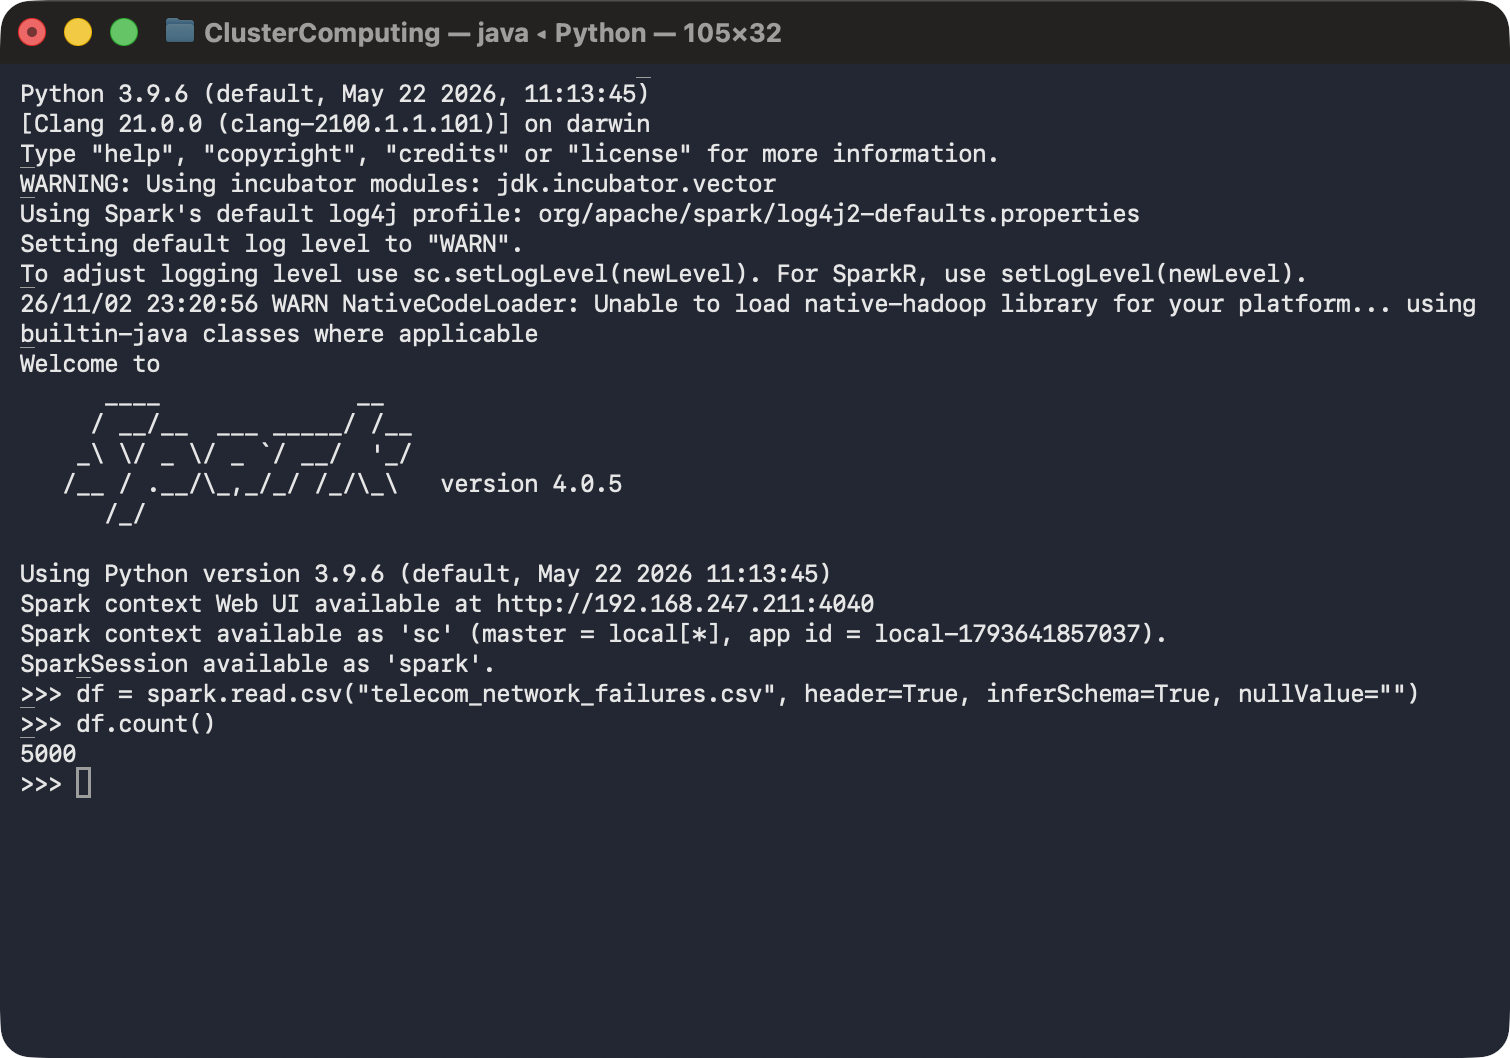 ClusterComputing — java ◂ Python — 105×32
Python 3.9.6 (default, May 22 2026, 11:13:45)
[Clang 21.0.0 (clang-2100.1.1.101)] on darwin
Type "help", "copyright", "credits" or "license" for more information.
WARNING: Using incubator modules: jdk.incubator.vector
Using Spark's default log4j profile: org/apache/spark/log4j2-defaults.properties
Setting default log level to "WARN".
To adjust logging level use sc.setLogLevel(newLevel). For SparkR, use setLogLevel(newLevel).
26/11/02 23:20:56 WARN NativeCodeLoader: Unable to load native-hadoop library for your platform... using
builtin-java classes where applicable
Welcome to
      ____              __
     / __/__  ___ _____/ /__
    _\ \/ _ \/ _ `/ __/  '_/
   /__ / .__/\_,_/_/ /_/\_\   version 4.0.5
      /_/
Using Python version 3.9.6 (default, May 22 2026 11:13:45)
Spark context Web UI available at http://192.168.247.211:4040
Spark context available as 'sc' (master = local[*], app id = local-1793641857037).
SparkSession available as 'spark'.
>>> df = spark.read.csv("telecom_network_failures.csv", header=True, inferSchema=True, nullValue="")
>>> df.count()
5000
>>>